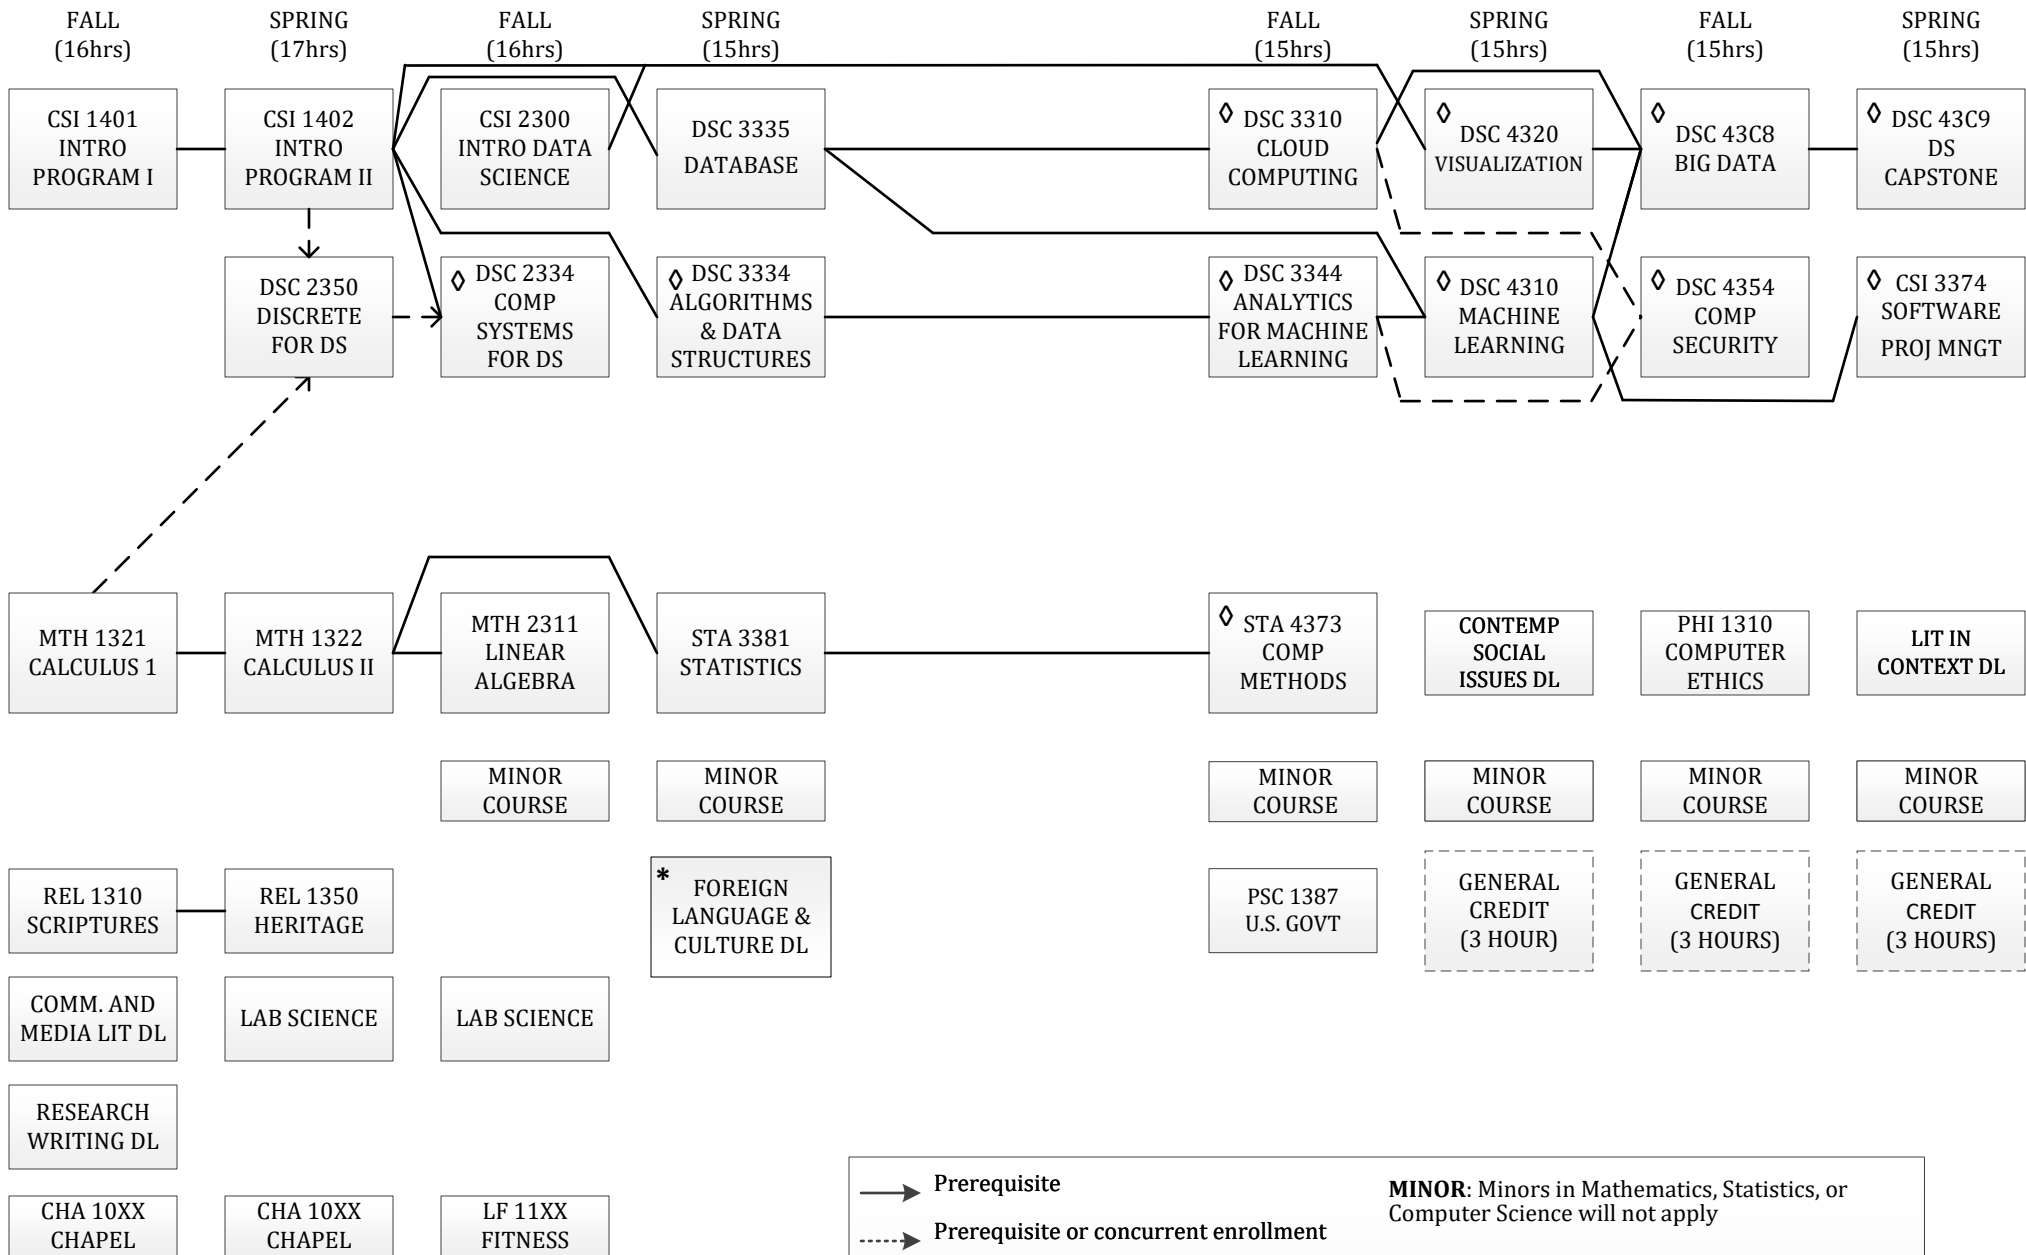 FALL
(16hrs)
SPRING
(17hrs)
FALL
(16hrs)
SPRING
(15hrs)
FALL
(15hrs)
SPRING
(15hrs)
FALL
(15hrs)
SPRING
(15hrs)
CSI 1401
INTRO
PROGRAM I
CSI 1402
INTRO
PROGRAM II
CSI 2300
INTRO DATA
SCIENCE
DSC 3335
DATABASE
◊ DSC 3310
CLOUD
COMPUTING
◊
DSC 4320
VISUALIZATION
◊
DSC 43C8
BIG DATA
◊ DSC 43C9
DS
CAPSTONE
DSC 2350
DISCRETE
FOR DS
◊ DSC 2334
COMP
SYSTEMS
FOR DS
◊ DSC 3334
ALGORITHMS
& DATA
STRUCTURES
◊ DSC 3344
ANALYTICS
FOR MACHINE
LEARNING
◊ DSC 4310
MACHINE
LEARNING
◊ DSC 4354
COMP
SECURITY
◊ CSI 3374
SOFTWARE
PROJ MNGT
MTH 1321
CALCULUS 1
MTH 1322
CALCULUS II
MTH 2311
LINEAR
ALGEBRA
STA 3381
STATISTICS
◊ STA 4373
COMP
METHODS
CONTEMP
SOCIAL
ISSUES DL
PHI 1310
COMPUTER
ETHICS
LIT IN
CONTEXT DL
MINOR
COURSE
MINOR
COURSE
MINOR
COURSE
MINOR
COURSE
MINOR
COURSE
MINOR
COURSE
REL 1310
SCRIPTURES
REL 1350
HERITAGE
* FOREIGN
LANGUAGE &
CULTURE DL
PSC 1387
U.S. GOVT
GENERAL
CREDIT
(3 HOUR)
GENERAL
CREDIT
(3 HOURS)
GENERAL
CREDIT
(3 HOURS)
COMM. AND
MEDIA LIT DL
LAB SCIENCE
LAB SCIENCE
RESEARCH
WRITING DL
CHA 10XX
CHAPEL
CHA 10XX
CHAPEL
LF 11XX
FITNESS
Prerequisite
Prerequisite or concurrent enrollment
MINOR: Minors in Mathematics, Statistics, or
Computer Science will not apply